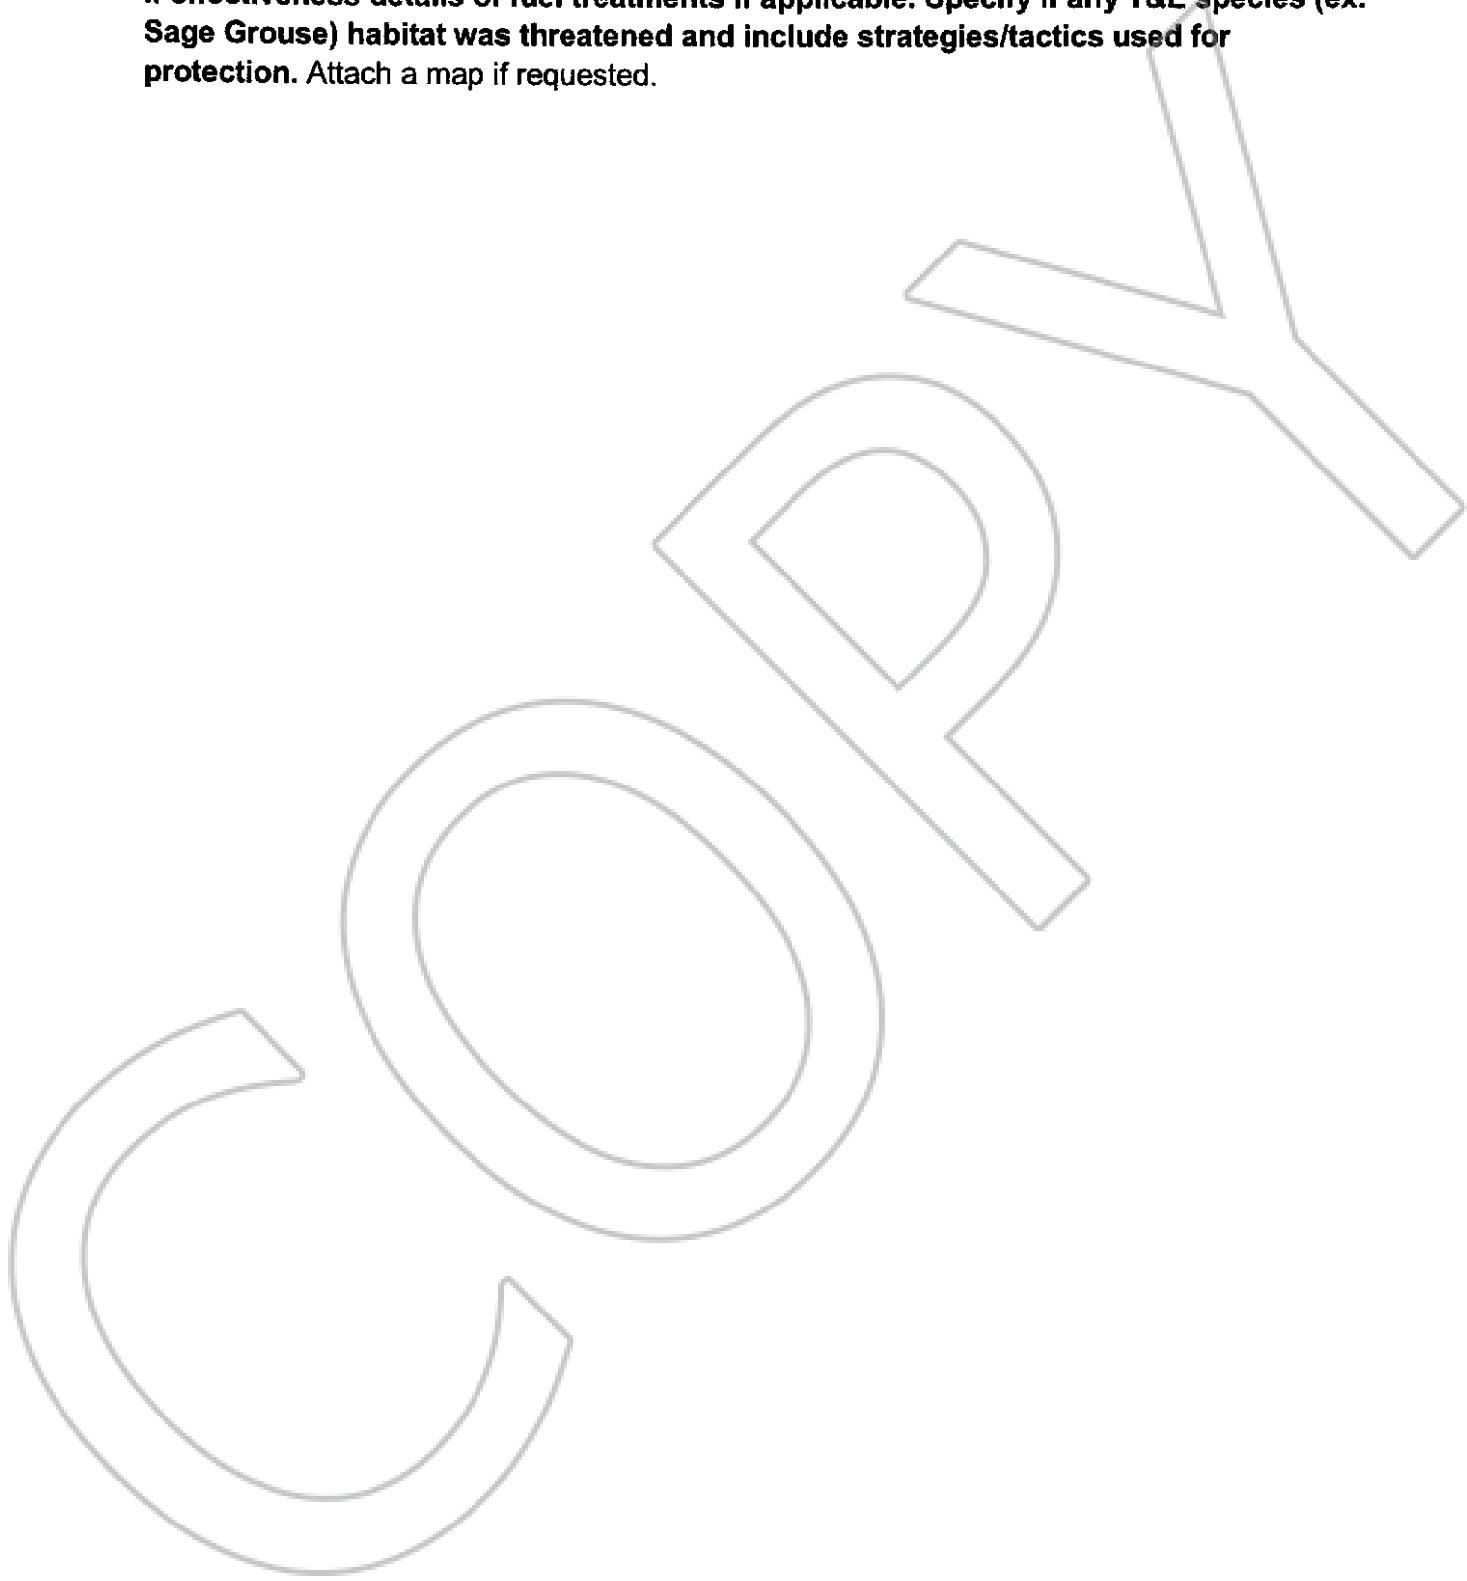 effectiveness details of fuel treatments if applicable. Specify if any T&E species (ex.
Sage Grouse) habitat was threatened and include strategies/tactics used for
protection. Attach a map if requested.
COPY